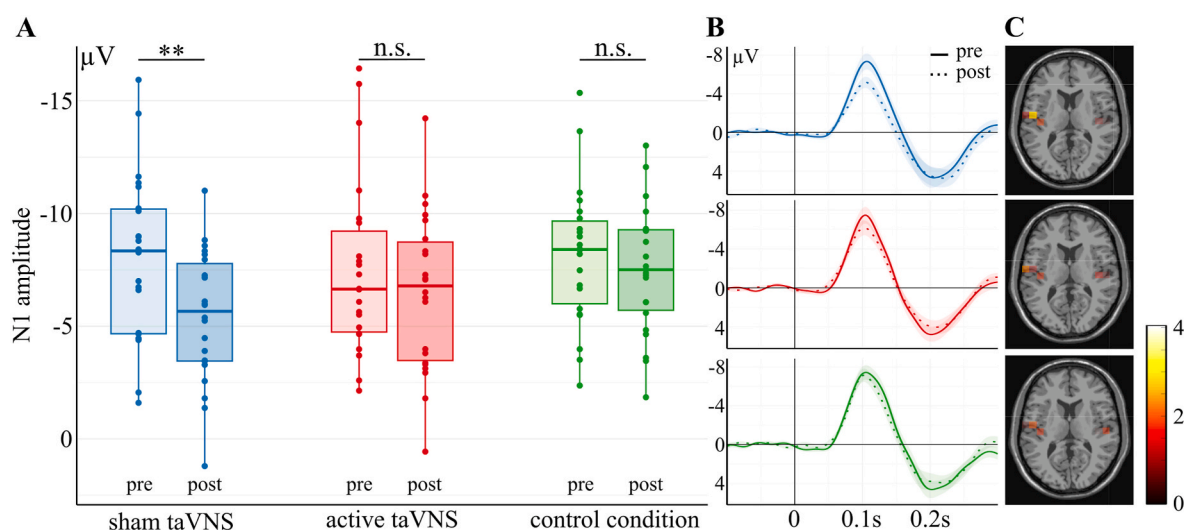 A
B
C
µV
**
n.s.
n.s.
µV
pre
post
N1 amplitude
-15
-10
-5
0
-8
-4
0
4
-8
-4
0
4
-8
-4
0
4
4
2
0
pre
post
pre
post
pre
post
sham taVNS
active taVNS
control condition
0
0.1s
0.2s